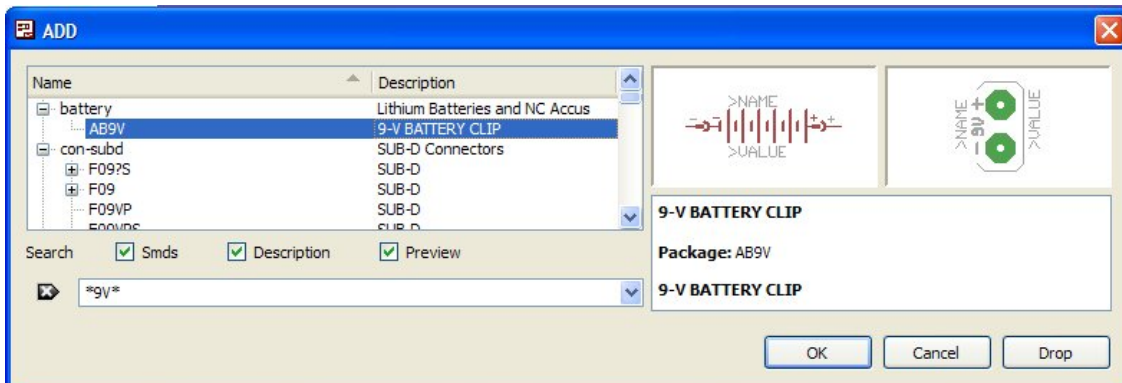 ADD
Name Description
battery Lithium Batteries and NC Accus
AB9V 9-V BATTERY CLIP
con-subd SUB-D Connectors
F09?S SUB-D
F09 SUB-D
F09VP SUB-D
F09VPS SUB-D
Search Smds Description Preview
*9V*
>NAME
- - + +
>VALUE
>NAME
- 9V +
>VALUE
9-V BATTERY CLIP
Package: AB9V
9-V BATTERY CLIP
OK Cancel Drop